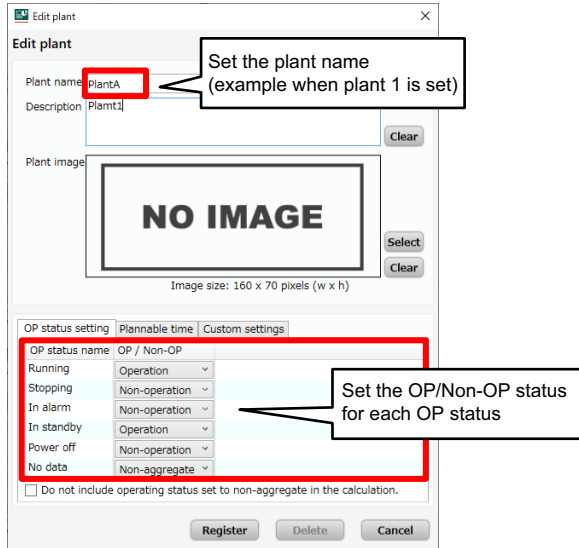 Edit plant
Edit plant
Set the plant name
(example when plant 1 is set)
Plant name PlantA
Description Plamt1
Clear
Plant image
NO IMAGE
Select
Clear
Image size: 160 x 70 pixels (w x h)
OP status setting Plannable time Custom settings
OP status name OP / Non-OP
Running Operation
Stopping Non-operation
In alarm Non-operation
In standby Operation
Power off Non-operation
No data Non-aggregate
Set the OP/Non-OP status
for each OP status
Do not include operating status set to non-aggregate in the calculation.
Register Delete Cancel